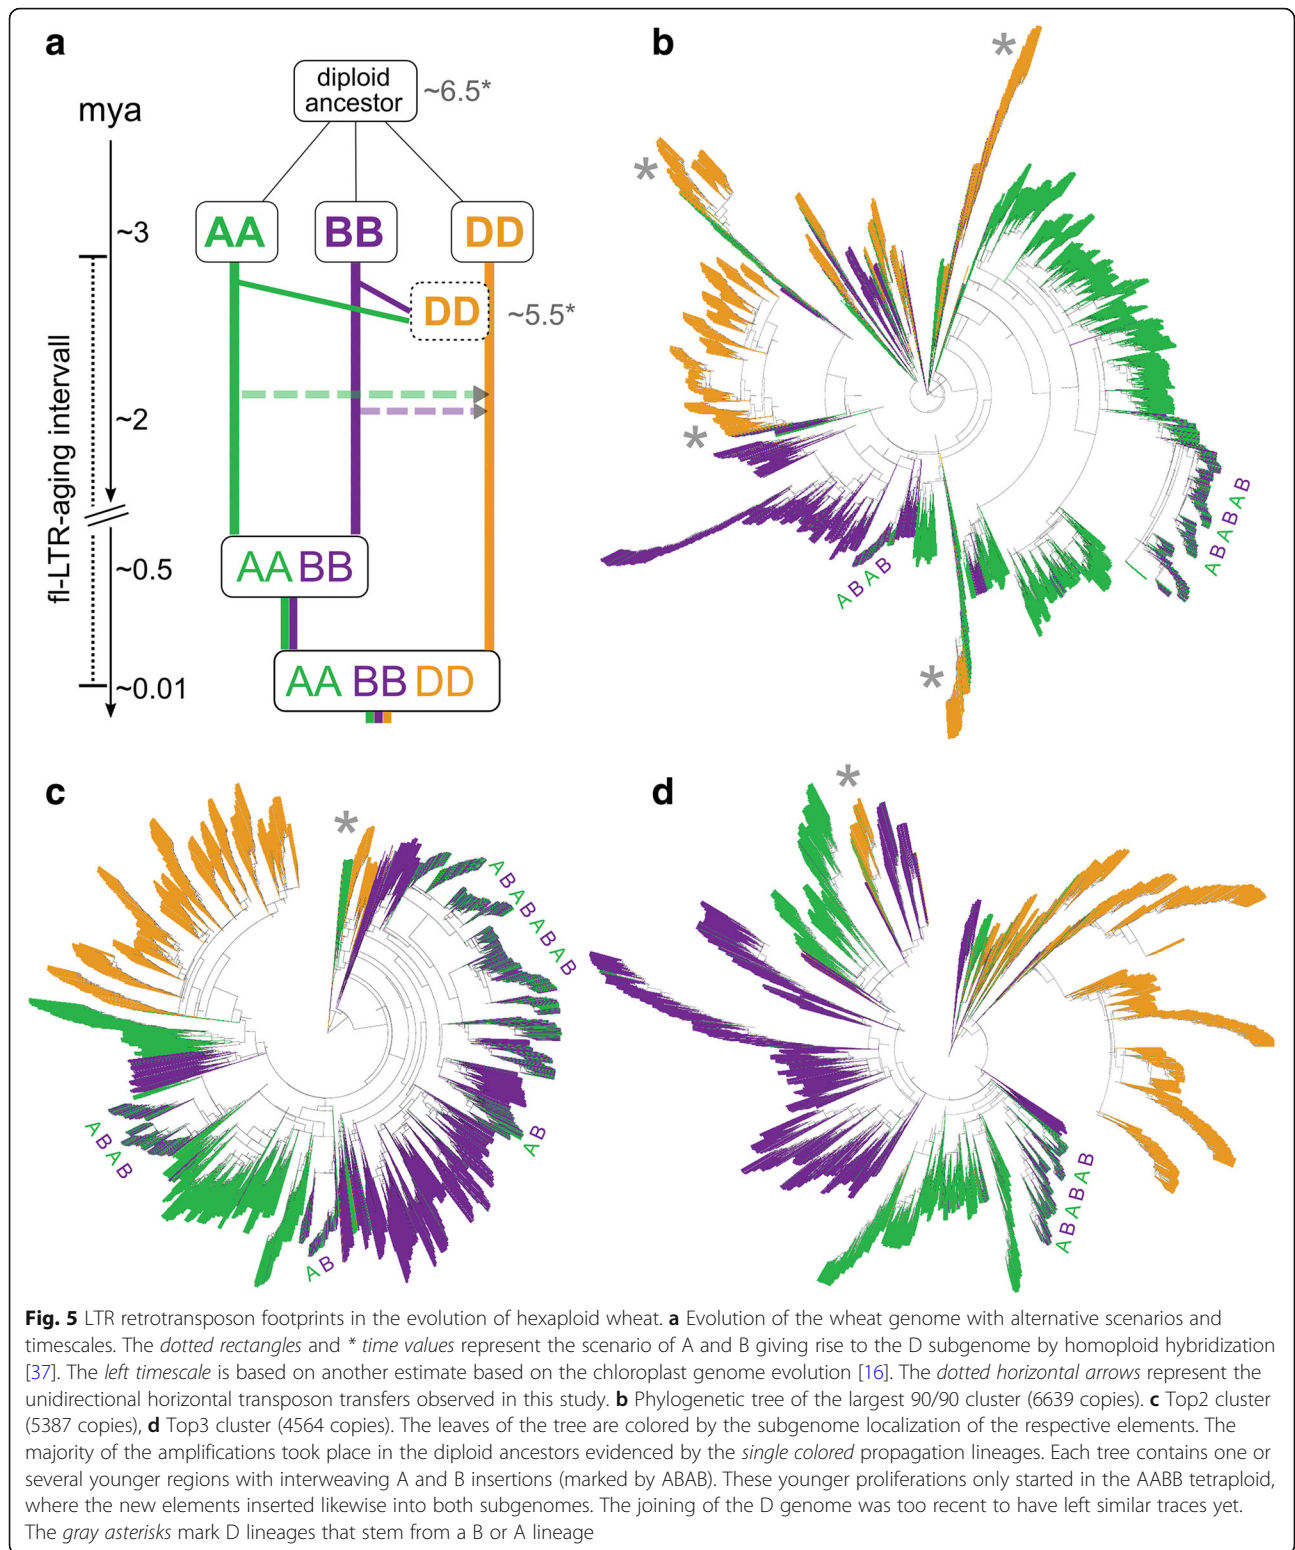 a
mya
diploid
ancestor
~6.5*
AA
BB
DD
~3
DD
~5.5*
fl-LTR-aging intervall
~2
AABB
~0.5
AA BB DD
~0.01
b
*
*
*
*
ABAB
ABABAB
c
*
ABABABAB
AB
ABAB
AB
d
*
ABABAB
Fig. 5 LTR retrotransposon footprints in the evolution of hexaploid wheat. a Evolution of the wheat genome with alternative scenarios and
timescales. The dotted rectangles and * time values represent the scenario of A and B giving rise to the D subgenome by homoploid hybridization
[37]. The left timescale is based on another estimate based on the chloroplast genome evolution [16]. The dotted horizontal arrows represent the
unidirectional horizontal transposon transfers observed in this study. b Phylogenetic tree of the largest 90/90 cluster (6639 copies). c Top2 cluster
(5387 copies), d Top3 cluster (4564 copies). The leaves of the tree are colored by the subgenome localization of the respective elements. The
majority of the amplifications took place in the diploid ancestors evidenced by the single colored propagation lineages. Each tree contains one or
several younger regions with interweaving A and B insertions (marked by ABAB). These younger proliferations only started in the AABB tetraploid,
where the new elements inserted likewise into both subgenomes. The joining of the D genome was too recent to have left similar traces yet.
The gray asterisks mark D lineages that stem from a B or A lineage